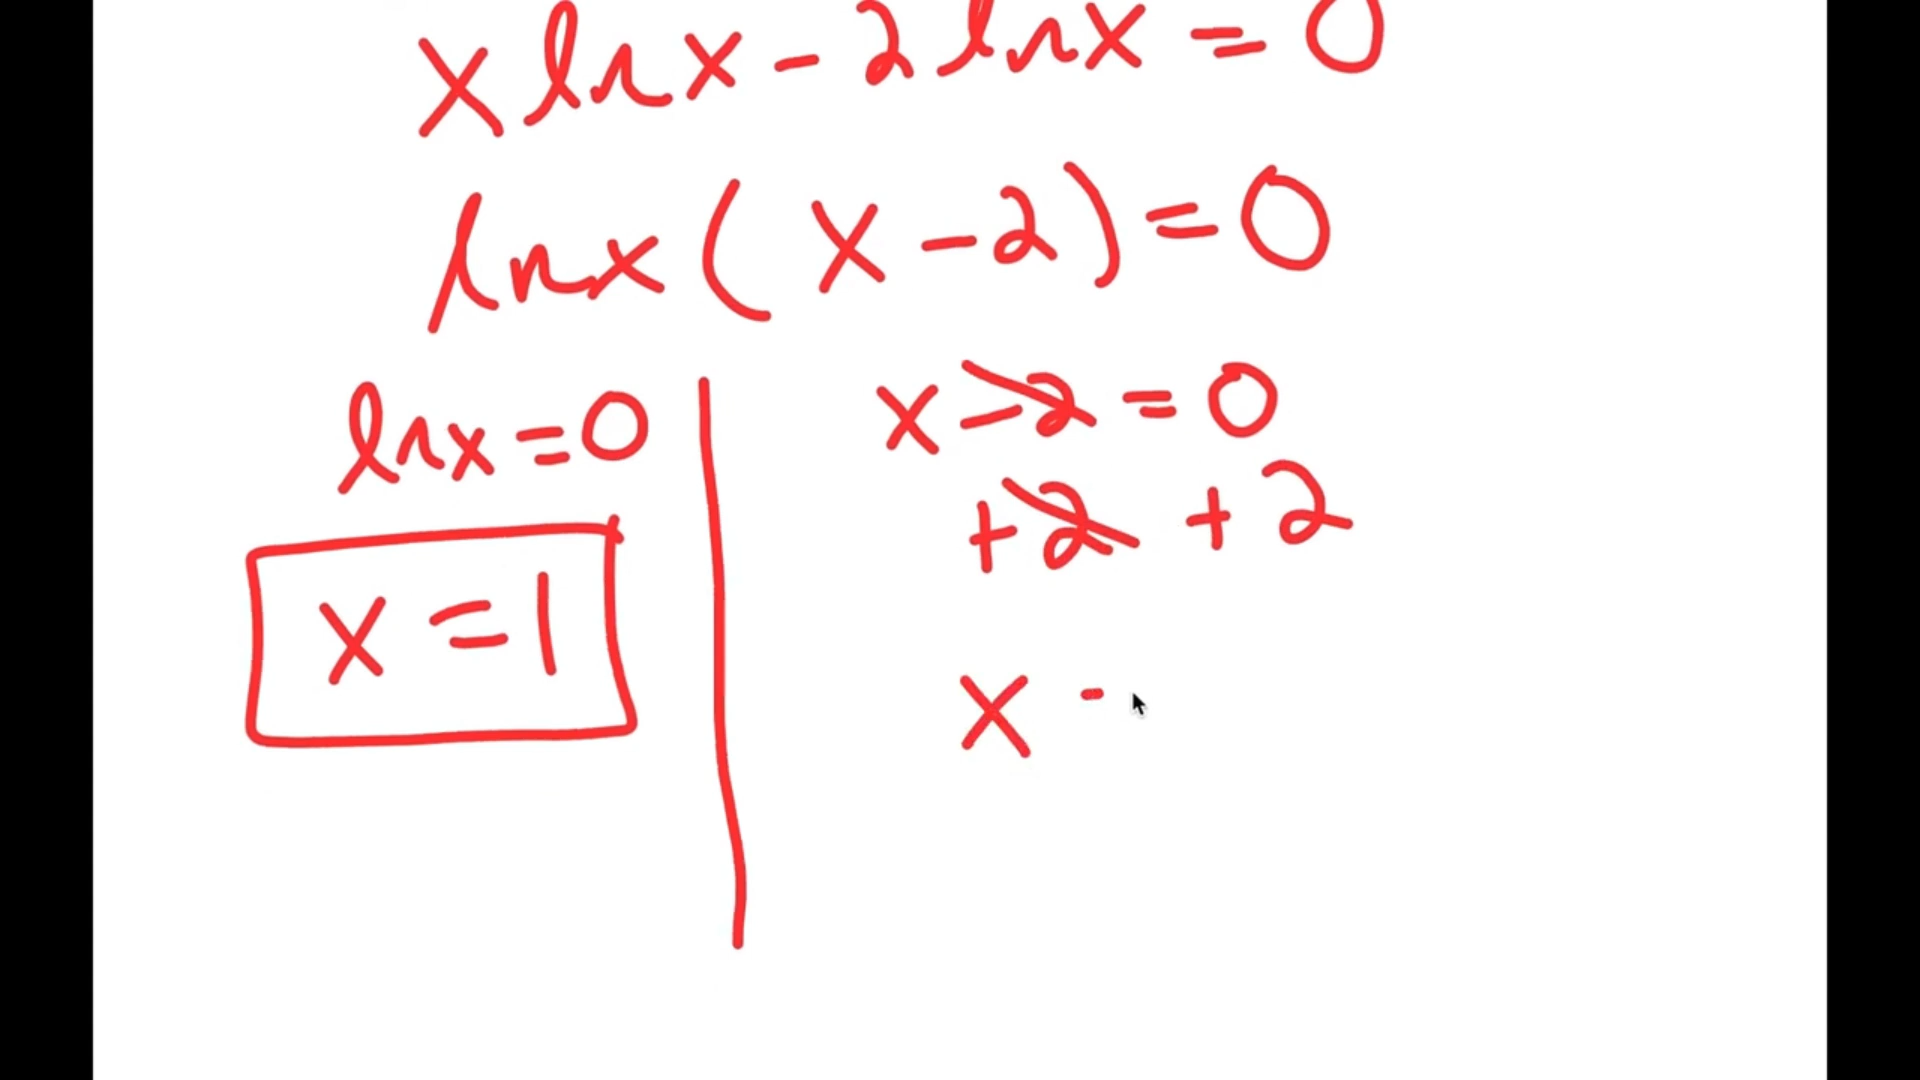 x ln x - 2 ln x = 0
ln x ( x - 2 ) = 0
ln x = 0
x = 1
x - 2 = 0
+ 2 + 2
x -